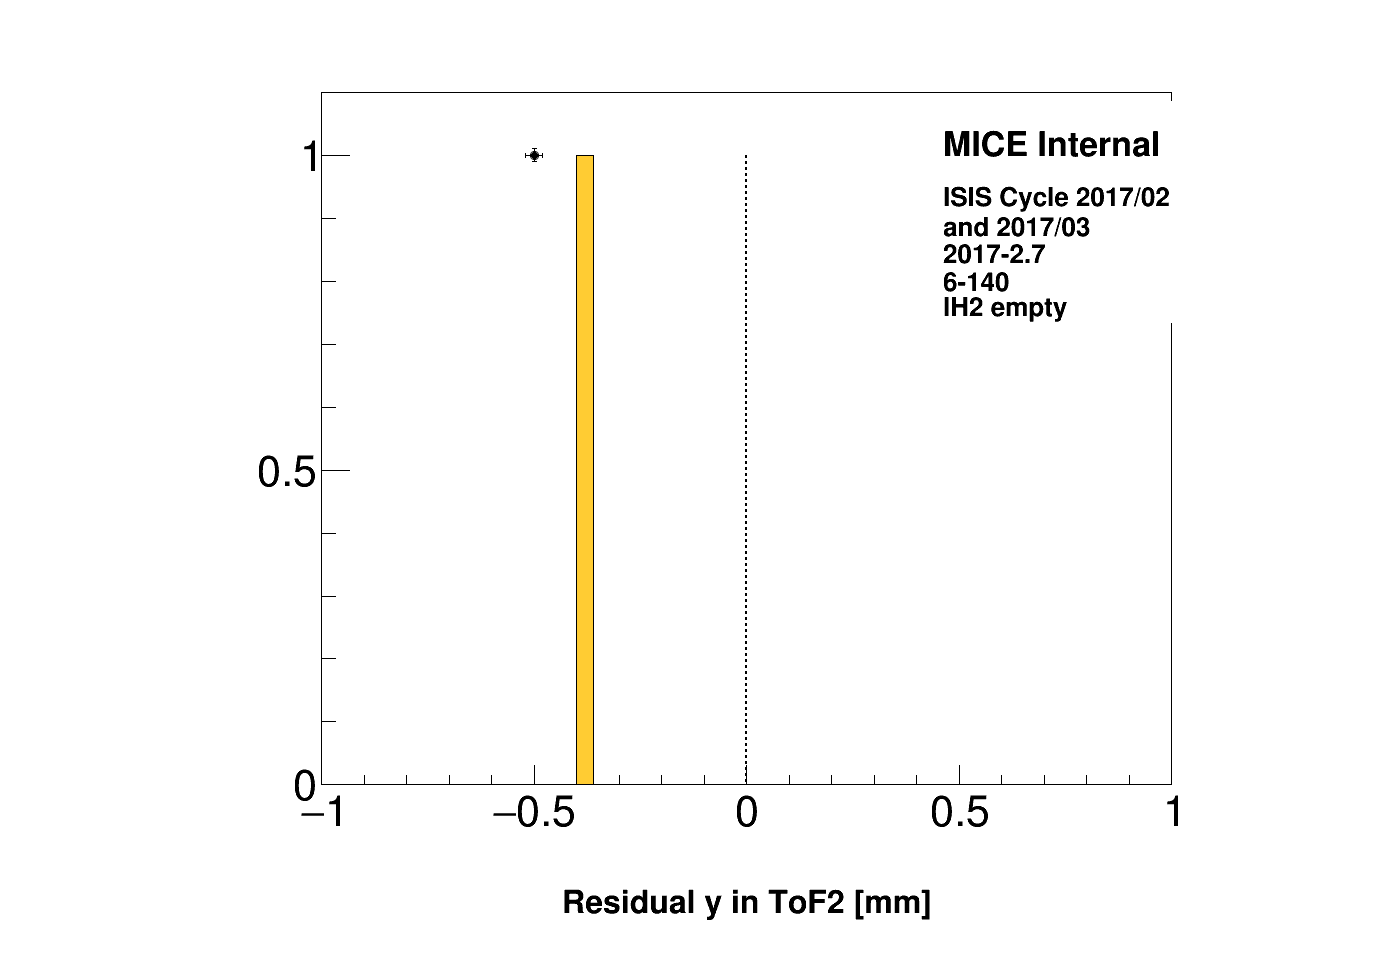 MICE Internal
ISIS Cycle 2017/02
and 2017/03
2017-2.7
6-140
IH2 empty
1
0.5
0
−1 −0.5 0 0.5 1
Residual y in ToF2 [mm]